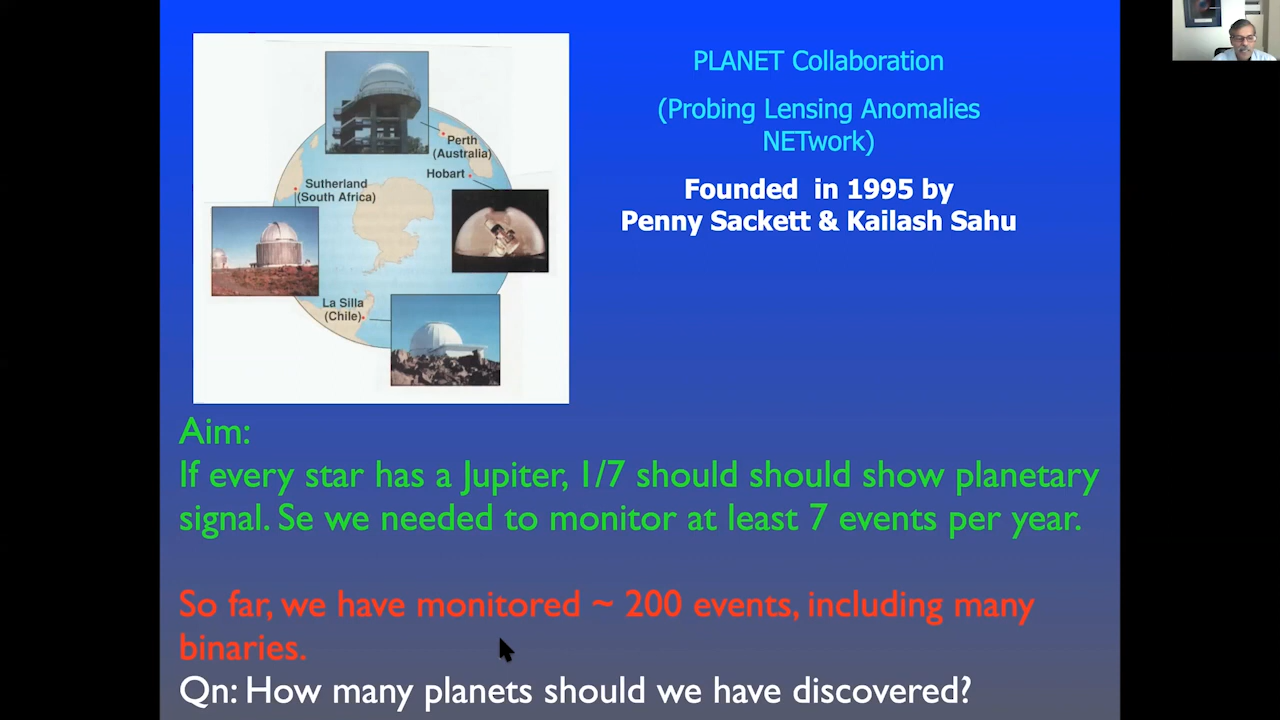 PLANET Collaboration
(Probing Lensing Anomalies
NETwork)
Founded in 1995 by
Penny Sackett & Kailash Sahu
Perth
(Australia)
Hobart
Sutherland
(South Africa)
La Silla
(Chile)
Aim:
If every star has a Jupiter, 1/7 should should show planetary
signal. Se we needed to monitor at least 7 events per year.
So far, we have monitored ~ 200 events, including many
binaries.
Qn: How many planets should we have discovered?